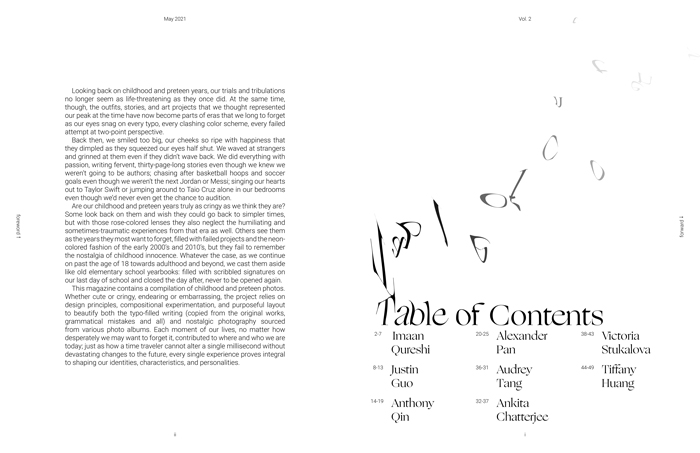 May 2021
Looking back on childhood and preteen years, our trials and tribulations
no longer seem as life-threatening as they once did. At the same time,
though, the outfits, stories, and art projects that we thought represented
our peak at the time have now become parts of eras that we long to forget
as our eyes snag on every typo, every clashing color scheme, every failed
attempt at two-point perspective.
Back then, we smiled too big, our cheeks so ripe with happiness that
they dimpled as they squeezed our eyes half shut. We waved at strangers
and grinned at them even if they didn't wave back. We did everything with
passion, writing fervent, thirty-page-long stories even though we knew we
weren't going to be authors; chasing after basketball hoops and soccer
goals even though we weren't the next Jordan or Messi; singing our hearts
out to Taylor Swift or jumping around to Taio Cruz alone in our bedrooms
even though we'd never even get the chance to audition.
Are our childhood and preteen years truly as cringy as we think they are?
Some look back on them and wish they could go back to simpler times,
but with those rose-colored lenses they also neglect the humiliating and
sometimes-traumatic experiences from that era as well. Others see them
as the years they most want to forget, filled with failed projects and the neon-
colored fashion of the early 2000's and 2010's, but they fail to remember
the nostalgia of childhood innocence. Whatever the case, as we continue
on past the age of 18 towards adulthood and beyond, we cast them aside
like old elementary school yearbooks: filled with scribbled signatures on
our last day of school and closed the day after, never to be opened again.
This magazine contains a compilation of childhood and preteen photos.
Whether cute or cringy, endearing or embarrassing, the project relies on
design principles, compositional experimentation, and purposeful layout
to beautify both the typo-filled writing (copied from the original works,
grammatical mistakes and all) and nostalgic photography sourced
from various photo albums. Each moment of our lives, no matter how
desperately we may want to forget it, contributed to where and who we are
today; just as how a time traveler cannot alter a single millisecond without
devastating changes to the future, every single experience proves integral
to shaping our identities, characteristics, and personalities.
foreword 1
ii
Vol. 2
Table of Contents
2-7 Imaan
Qureshi
8-13 Justin
Guo
14-19 Anthony
Qin
20-25 Alexander
Pan
36-31 Audrey
Tang
32-37 Ankita
Chatterjee
38-43 Victoria
Stukalova
44-49 Tiffany
Huang
foreword 1
i